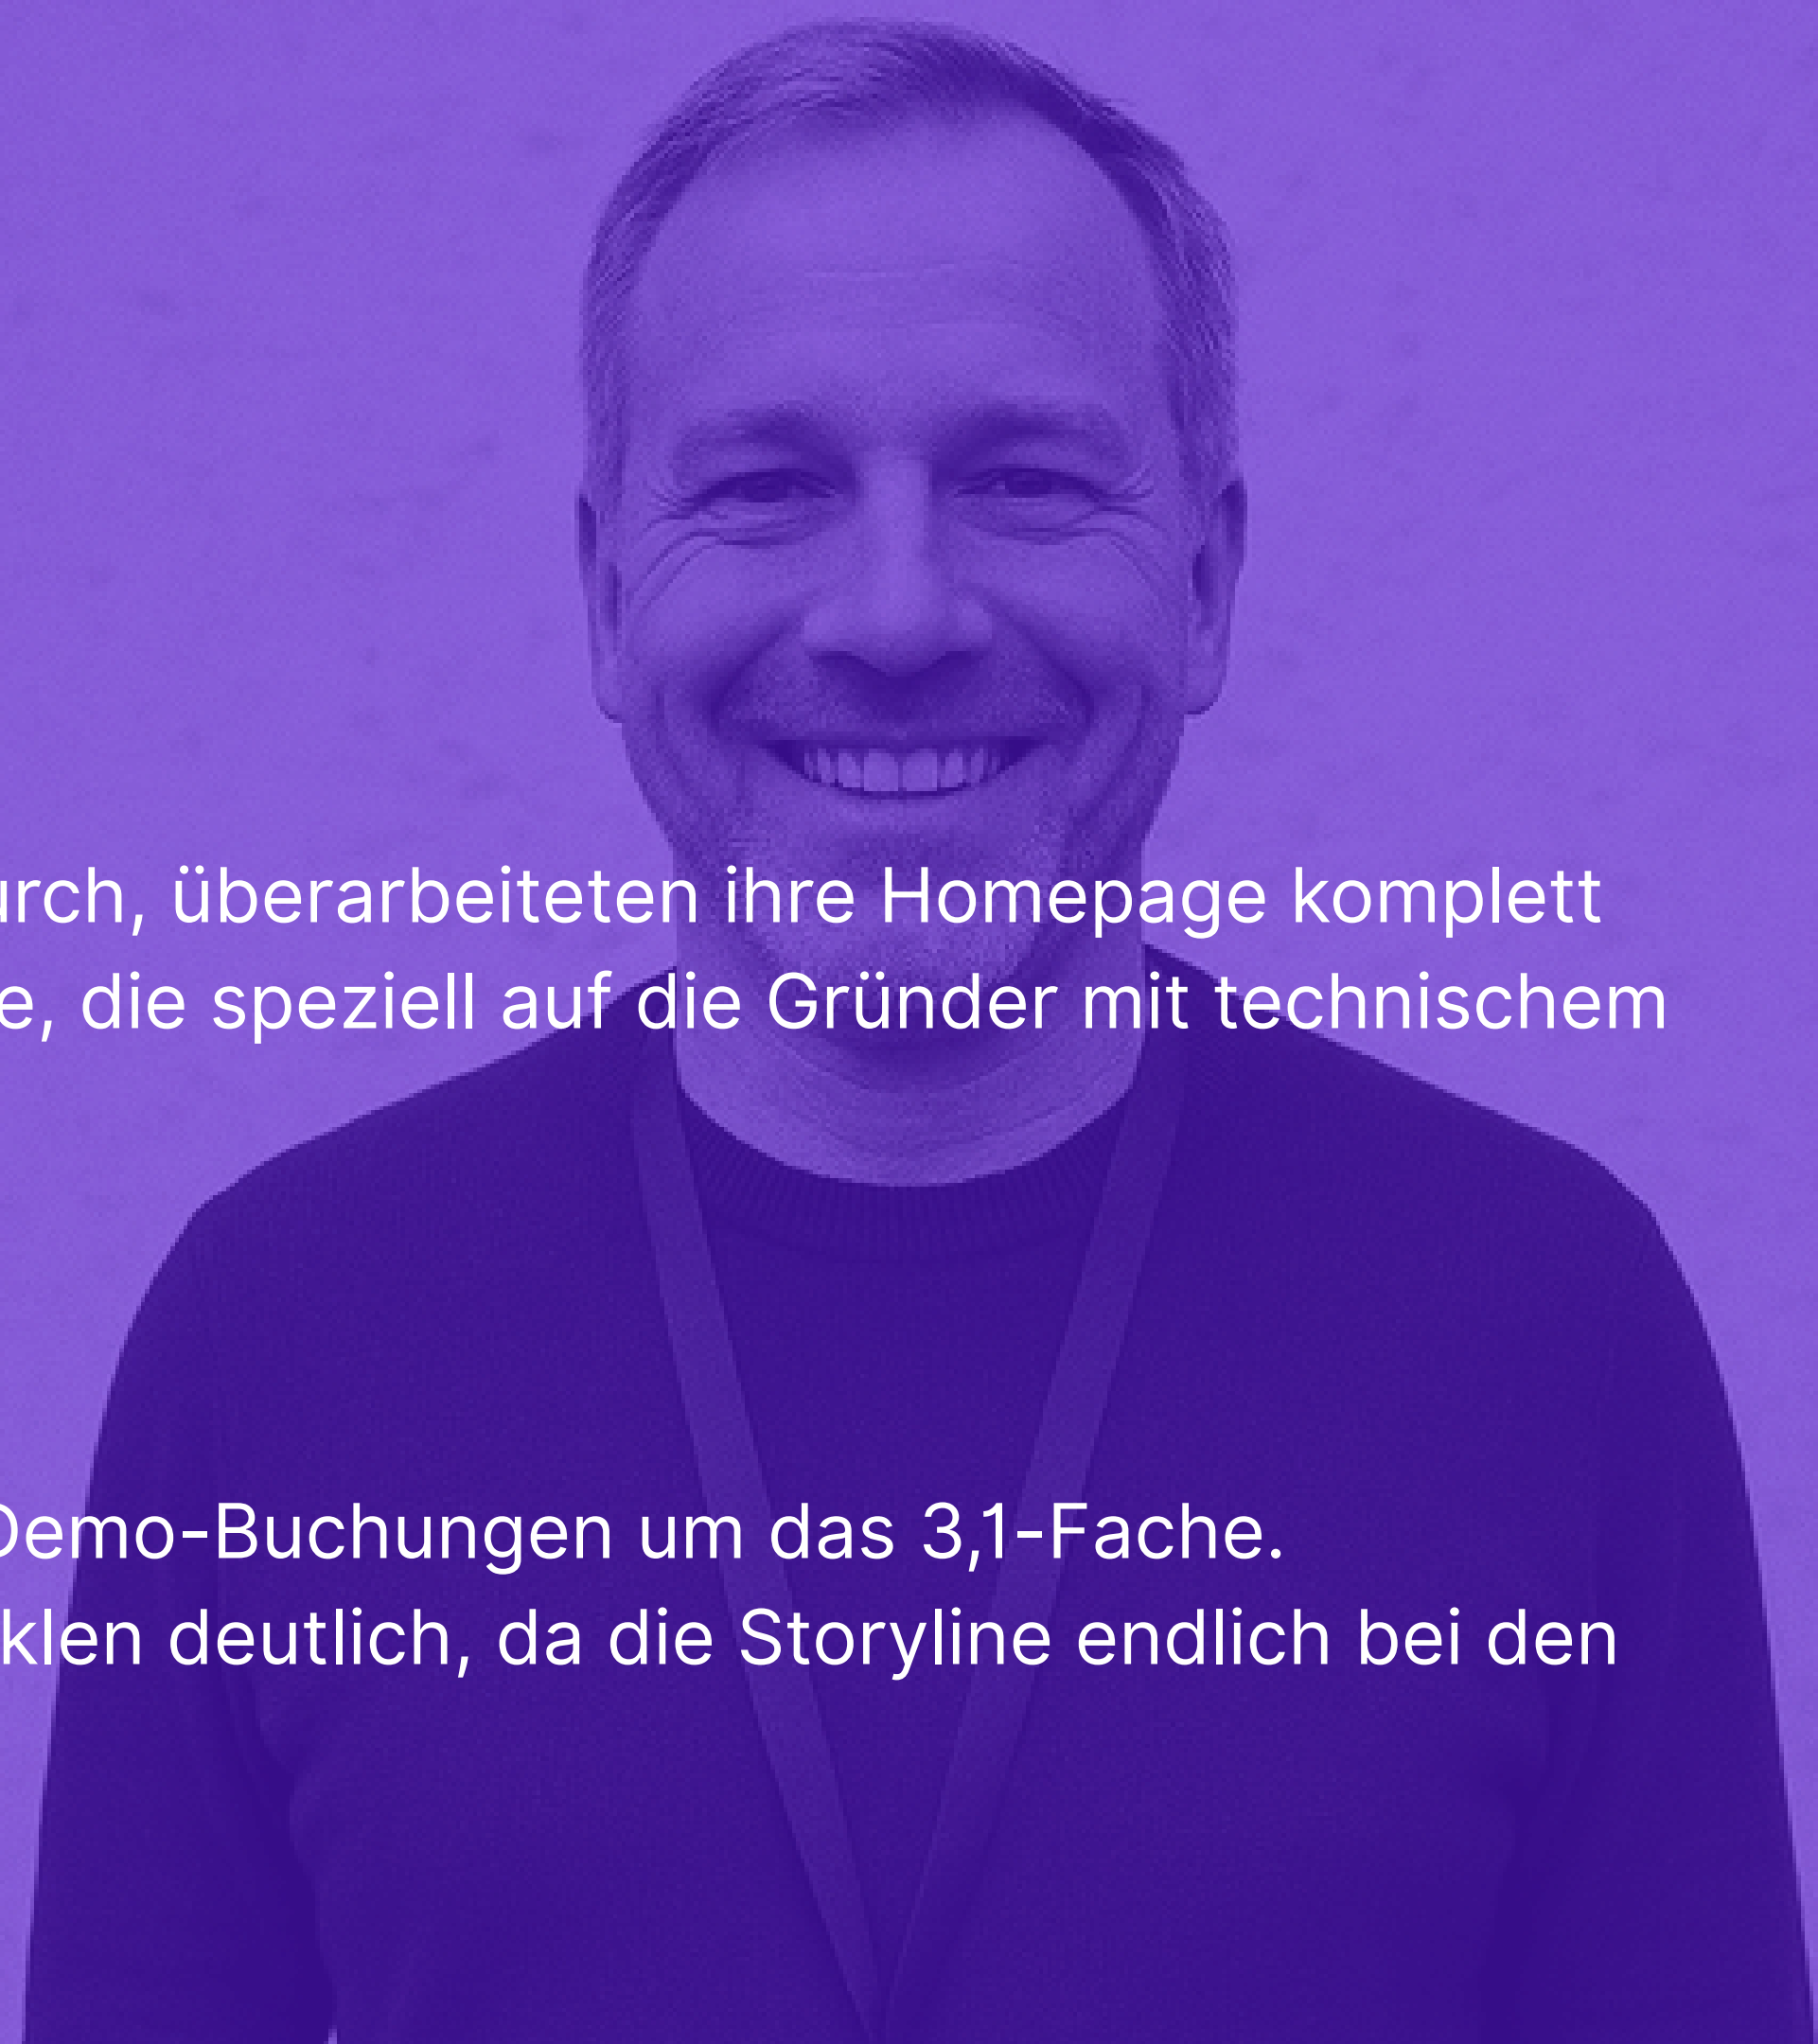 urch, überarbeiteten ihre Homepage komplett
e, die speziell auf die Gründer mit technischem
Demo-Buchungen um das 3,1-Fache.
klen deutlich, da die Storyline endlich bei den